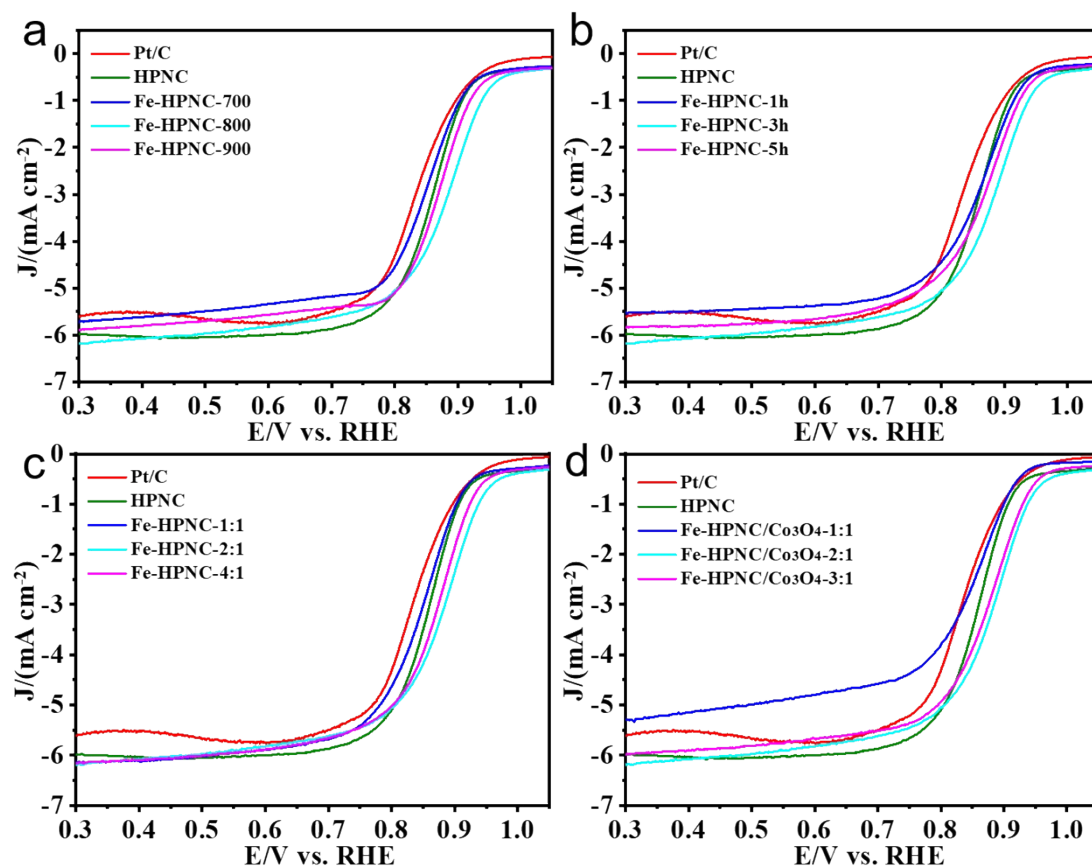 a
0
-1
-2
-3
-4
-5
-6
-7
J/(mA cm⁻²)
Pt/C
HPNC
Fe-HPNC-700
Fe-HPNC-800
Fe-HPNC-900
0.3 0.4 0.5 0.6 0.7 0.8 0.9 1.0
E/V vs. RHE
b
0
-1
-2
-3
-4
-5
-6
-7
J/(mA cm⁻²)
Pt/C
HPNC
Fe-HPNC-1h
Fe-HPNC-3h
Fe-HPNC-5h
0.3 0.4 0.5 0.6 0.7 0.8 0.9 1.0
E/V vs. RHE
c
0
-1
-2
-3
-4
-5
-6
-7
J/(mA cm⁻²)
Pt/C
HPNC
Fe-HPNC-1:1
Fe-HPNC-2:1
Fe-HPNC-4:1
0.3 0.4 0.5 0.6 0.7 0.8 0.9 1.0
E/V vs. RHE
d
0
-1
-2
-3
-4
-5
-6
-7
J/(mA cm⁻²)
Pt/C
HPNC
Fe-HPNC/Co₃O₄-1:1
Fe-HPNC/Co₃O₄-2:1
Fe-HPNC/Co₃O₄-3:1
0.3 0.4 0.5 0.6 0.7 0.8 0.9 1.0
E/V vs. RHE